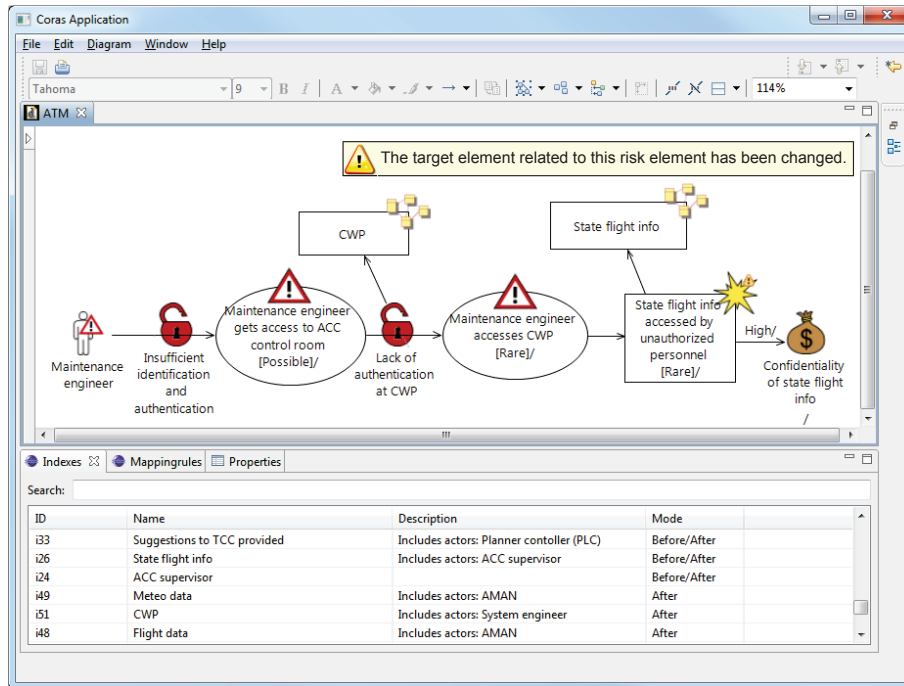 Coras Application
File Edit Diagram Window Help
Tahoma 9 B I A 114%
ATM
The target element related to this risk element has been changed.
CWP
State flight info
Maintenance engineer
Insufficient identification and authentication
Maintenance engineer
gets access to ACC
control room
[Possible]/
Lack of
authentication
at CWP
Maintenance engineer
accesses CWP
[Rare]/
State flight info
accessed by
unauthorized
personnel
[Rare]/
High/
$
Confidentiality
of state flight
info
/
Indexes Mappingrules Properties
Search:
ID Name Description Mode
i33 Suggestions to TCC provided Includes actors: Planner contoller (PLC) Before/After
i26 State flight info Includes actors: ACC supervisor Before/After
i24 ACC supervisor Before/After
i49 Meteo data Includes actors: AMAN After
i51 CWP Includes actors: System engineer After
i48 Flight data Includes actors: AMAN After